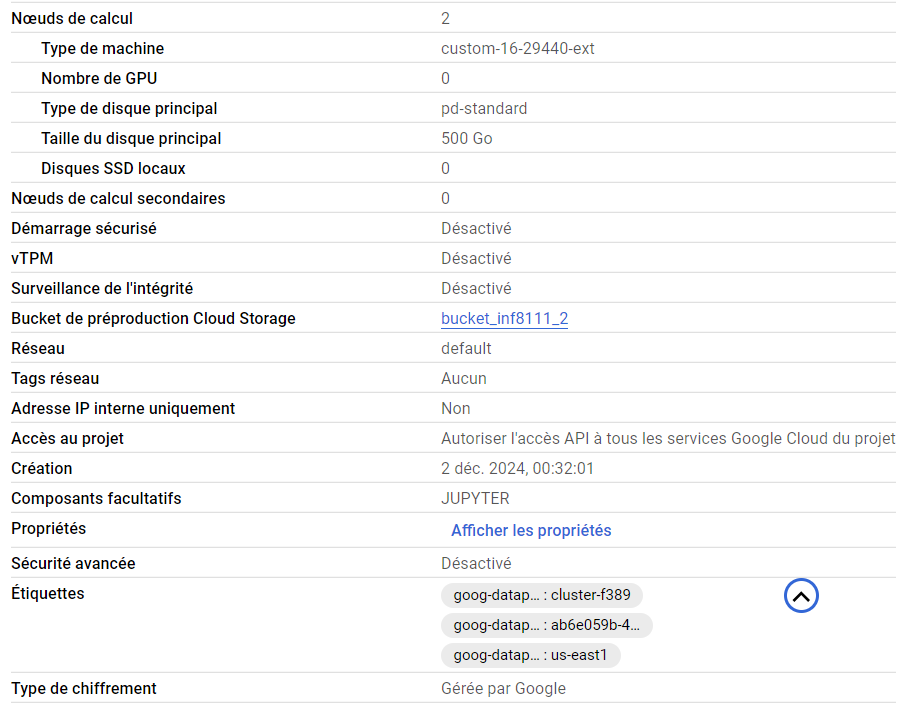 Nœuds de calcul 2
Type de machine custom-16-29440-ext
Nombre de GPU 0
Type de disque principal pd-standard
Taille du disque principal 500 Go
Disques SSD locaux 0
Nœuds de calcul secondaires 0
Démarrage sécurisé Désactivé
vTPM Désactivé
Surveillance de l'intégrité Désactivé
Bucket de préproduction Cloud Storage bucket_inf8111_2
Réseau default
Tags réseau Aucun
Adresse IP interne uniquement Non
Accès au projet Autoriser l'accès API à tous les services Google Cloud du projet
Création 2 déc. 2024, 00:32:01
Composants facultatifs JUPYTER
Propriétés Afficher les propriétés
Sécurité avancée Désactivé
Étiquettes goog-datap… : cluster-f389
goog-datap… : ab6e059b-4…
goog-datap… : us-east1
Type de chiffrement Gérée par Google